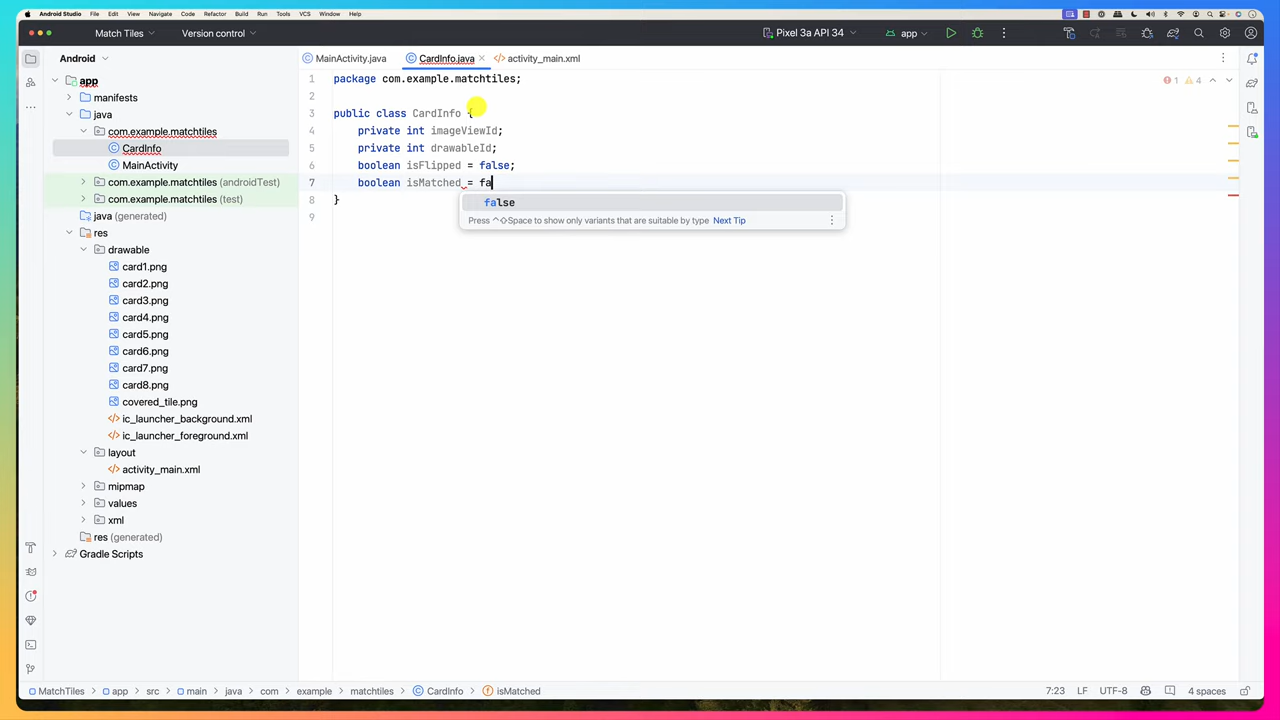 Android Studio File Edit View Navigate Code Refactor Build Run Tools VCS Window Help
Match Tiles Version control Pixel 3a API 34 app
Android
MainActivity.java CardInfo.java activity_main.xml
app
manifests
java
com.example.matchtiles
CardInfo
MainActivity
com.example.matchtiles (androidTest)
com.example.matchtiles (test)
java (generated)
res
drawable
card1.png
card2.png
card3.png
card4.png
card5.png
card6.png
card7.png
card8.png
covered_tile.png
ic_launcher_background.xml
ic_launcher_foreground.xml
layout
activity_main.xml
mipmap
values
xml
res (generated)
Gradle Scripts
1 package com.example.matchtiles;
2
3 public class CardInfo {
4 private int imageViewId;
5 private int drawableId;
6 boolean isFlipped = false;
7 boolean isMatched = fa
8 }
9
false
Press ^⇧Space to show only variants that are suitable by type Next Tip
1 4
MatchTiles app src main java com example matchtiles CardInfo isMatched 7:23 LF UTF-8 4 spaces